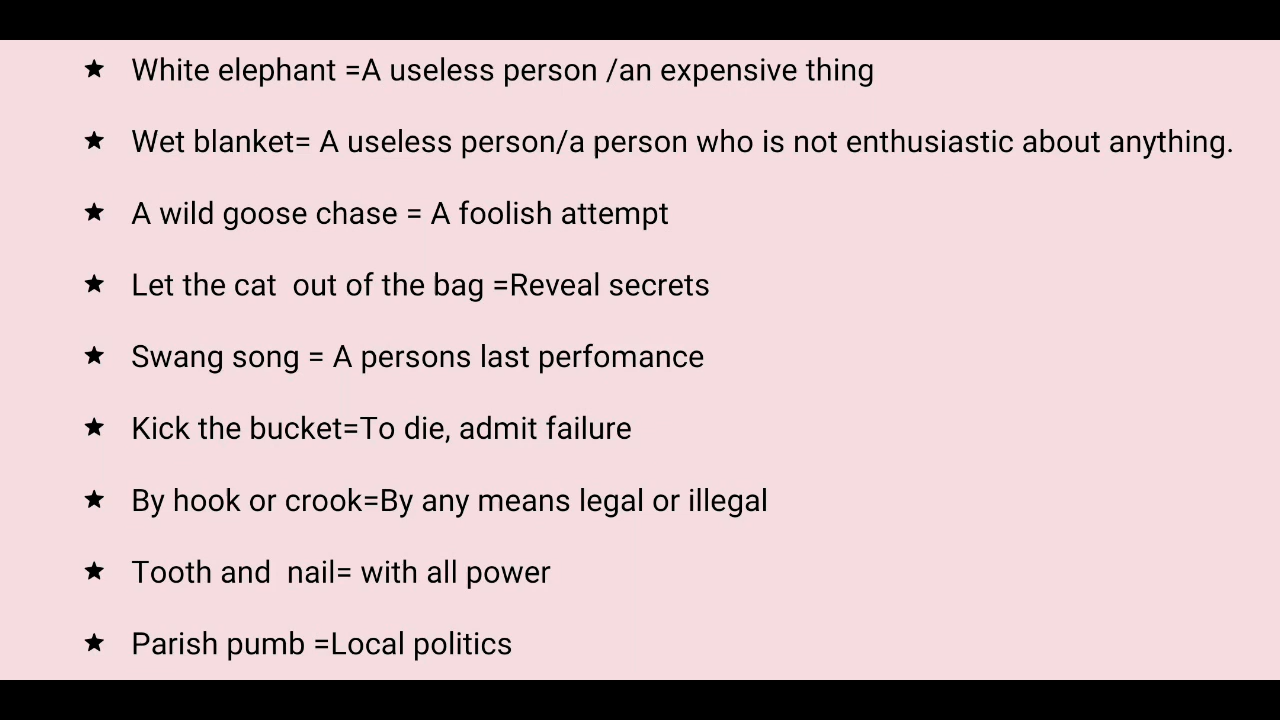 ★ White elephant =A useless person /an expensive thing
★ Wet blanket= A useless person/a person who is not enthusiastic about anything.
★ A wild goose chase = A foolish attempt
★ Let the cat  out of the bag =Reveal secrets
★ Swang song = A persons last perfomance
★ Kick the bucket=To die, admit failure
★ By hook or crook=By any means legal or illegal
★ Tooth and  nail= with all power
★ Parish pumb =Local politics